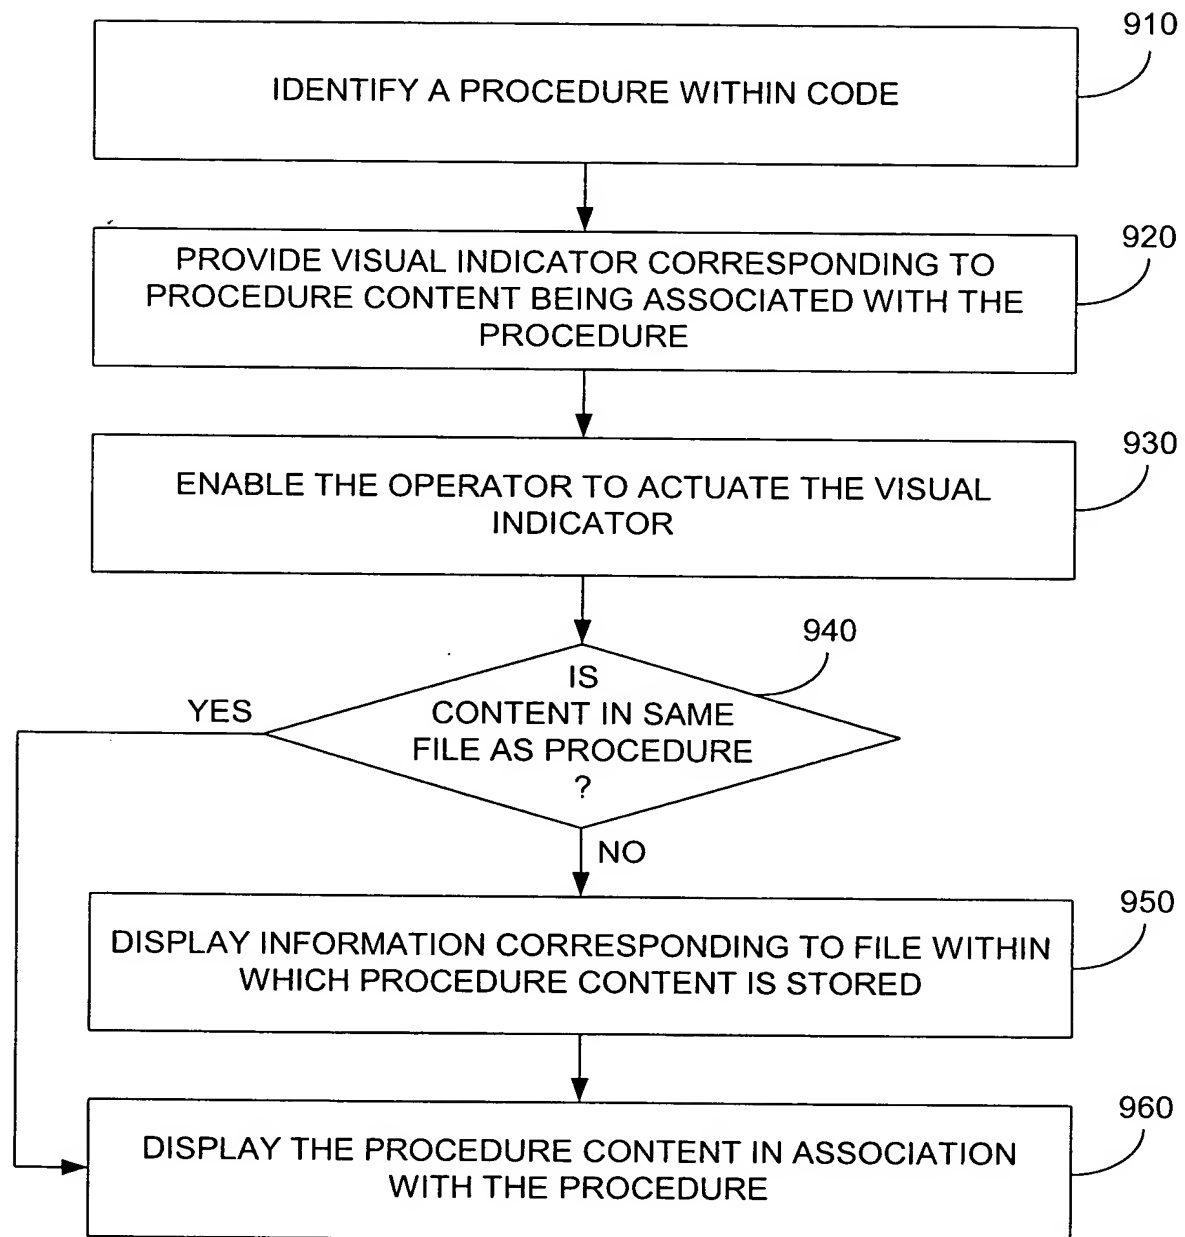 910
IDENTIFY A PROCEDURE WITHIN CODE
920
PROVIDE VISUAL INDICATOR CORRESPONDING TO
PROCEDURE CONTENT BEING ASSOCIATED WITH THE
PROCEDURE
930
ENABLE THE OPERATOR TO ACTUATE THE VISUAL
INDICATOR
940
IS
CONTENT IN SAME
FILE AS PROCEDURE
?
YES
NO
950
DISPLAY INFORMATION CORRESPONDING TO FILE WITHIN
WHICH PROCEDURE CONTENT IS STORED
960
DISPLAY THE PROCEDURE CONTENT IN ASSOCIATION
WITH THE PROCEDURE